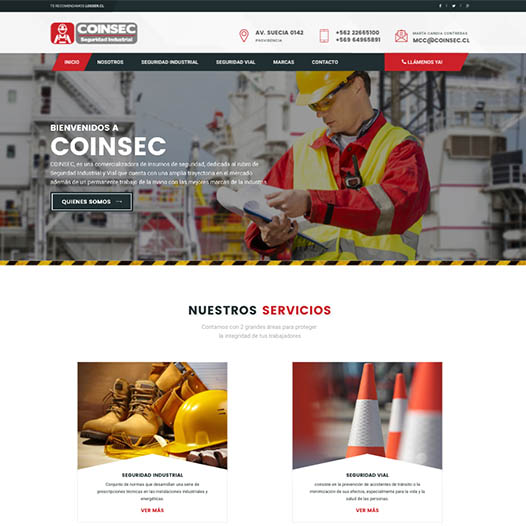 TE RECOMENDAMOS LEGGER.CL
COINSEC
Seguridad Industrial
AV. SUECIA 0142
PROVIDENCIA
+562 22665100
+569 64965891
MARTA CANDIA CONTRERAS
MCC@COINSEC.CL
INICIO NOSOTROS SEGURIDAD INDUSTRIAL SEGURIDAD VIAL MARCAS CONTACTO LLÁMENOS YA!
BIENVENIDOS A
COINSEC
COINSEC, es una comercializadora de insumos de seguridad, dedicada al rubro de
Seguridad Industrial y Vial que cuenta con una amplia trayectoria en el mercado
además de un permanente trabajo de la mano con las mejores marcas de la industria.
QUIENES SOMOS
NUESTROS SERVICIOS
Contamos con 2 grandes áreas para proteger
la integridad de tus trabajadores
SEGURIDAD INDUSTRIAL
Conjunto de normas que desarrollan una serie de
prescripciones técnicas en las instalaciones industriales y
energéticas
VER MÁS
SEGURIDAD VIAL
consiste en la prevención de accidentes de tránsito o la
minimización de sus efectos, especialmente para la vida y la
salud de las personas.
VER MÁS